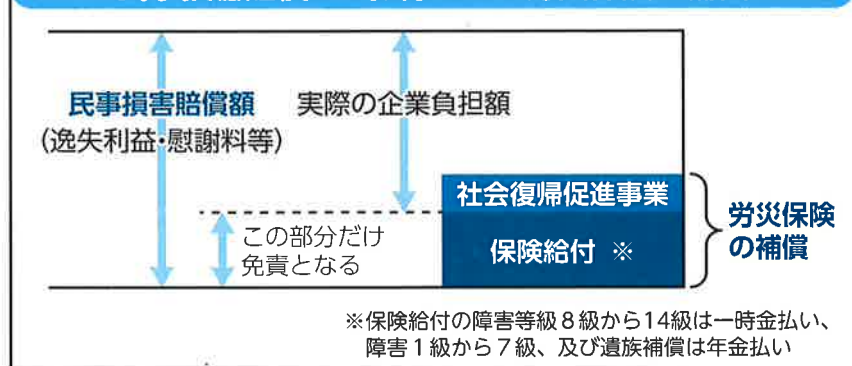 民事損害賠償額
(逸失利益・慰謝料等)
実際の企業負担額
社会復帰促進事業
この部分だけ
免責となる
保険給付 ※
労災保険
の補償
※保険給付の障害等級8級から14級は一時金払い、
障害1級から7級、及び遺族補償は年金払い